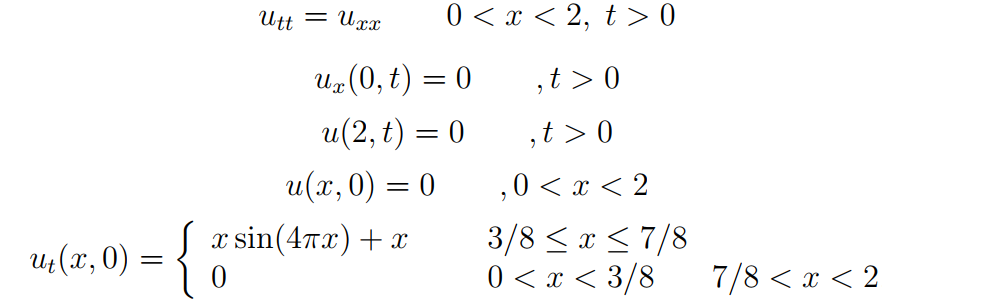 u_{tt} = u_{xx}    0 < x < 2, t > 0
u_x(0, t) = 0    , t > 0
u(2, t) = 0    , t > 0
u(x, 0) = 0    , 0 < x < 2
u_t(x, 0) = { x sin(4πx) + x    3/8 ≤ x ≤ 7/8
0    0 < x < 3/8    7/8 < x < 2